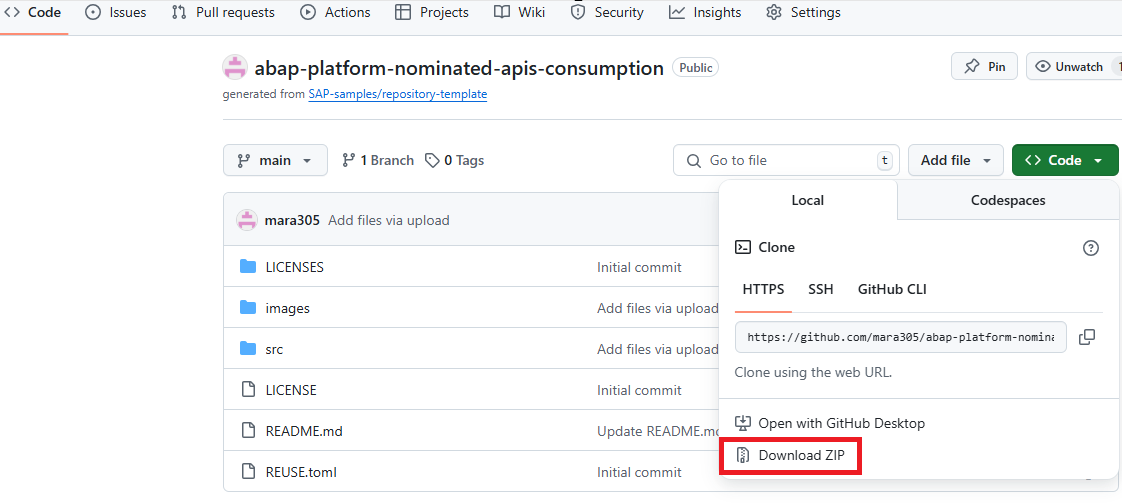 Code Issues Pull requests Actions Projects Wiki Security Insights Settings
abap-platform-nominated-apis-consumption Public Pin Unwatch 1
generated from SAP-samples/repository-template
main 1 Branch 0 Tags Go to file t Add file Code
Local Codespaces
mara305 Add files via upload
Clone
LICENSES Initial commit
HTTPS SSH GitHub CLI
images Add files via upload
https://github.com/mara305/abap-platform-nomina
src Add files via upload
Clone using the web URL.
LICENSE Initial commit
Open with GitHub Desktop
README.md Update README.md
Download ZIP
REUSE.toml Initial commit